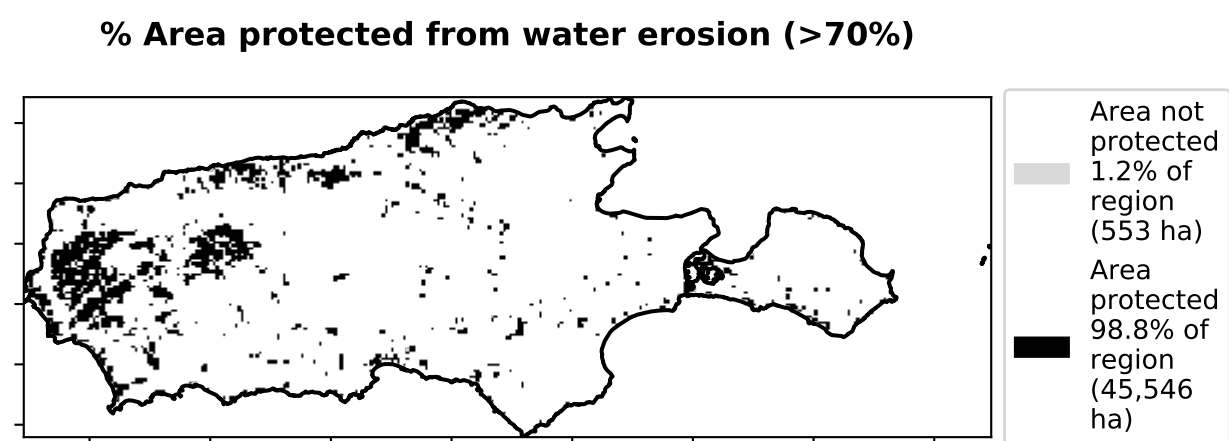 % Area protected from water erosion (>70%)
Area not
protected
1.2% of
region
(553 ha)
Area
protected
98.8% of
region
(45,546
ha)